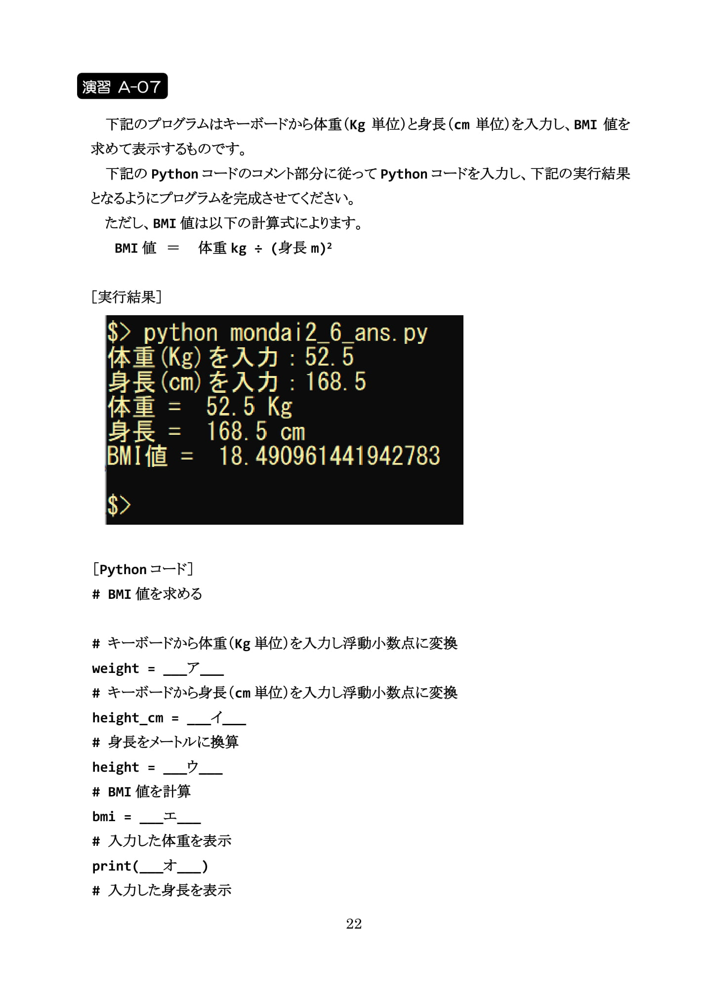 演習 A-07
下記のプログラムはキーボードから体重(Kg 単位)と身長(cm 単位)を入力し、BMI 値を
求めて表示するものです。
下記の Python コードのコメント部分に従って Python コードを入力し、下記の実行結果
となるようにプログラムを完成させてください。
ただし、BMI 値は以下の計算式によります。
BMI 値 ＝ 体重 kg ÷ (身長 m)²
[実行結果]
$> python mondai2_6_ans.py
体重(Kg)を入力：52.5
身長(cm)を入力：168.5
体重 =  52.5 Kg
身長 =  168.5 cm
BMI値 =  18.490961441942783
$>
[Python コード]
# BMI 値を求める
# キーボードから体重(Kg 単位)を入力し浮動小数点に変換
weight = ___ア___
# キーボードから身長(cm 単位)を入力し浮動小数点に変換
height_cm = ___イ___
# 身長をメートルに換算
height = ___ウ___
# BMI 値を計算
bmi = ___エ___
# 入力した体重を表示
print(___オ___)
# 入力した身長を表示
22